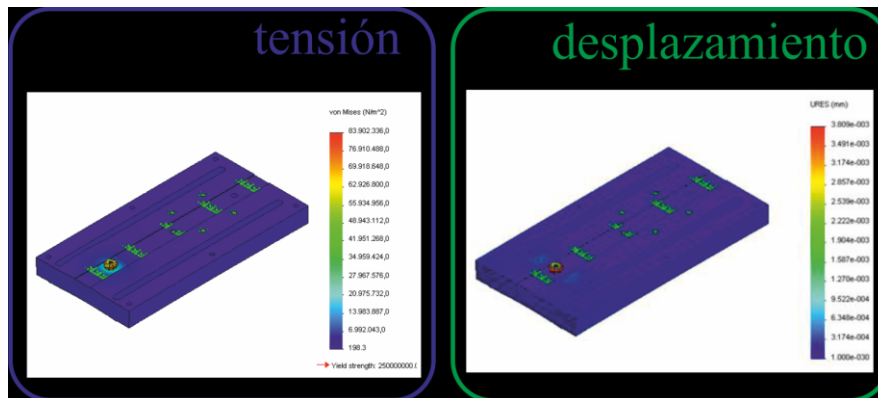 tensión
von Mises (N/m^2)
83.902.336,0
76.910.488,0
69.918.648,0
62.926.800,0
55.934.956,0
48.943.112,0
41.951.268,0
34.959.424,0
27.967.576,0
20.975.732,0
13.983.887,0
6.992.043,0
198.3
Yield strength: 250000000.0
desplazamiento
URES (mm)
3.809e-003
3.491e-003
3.174e-003
2.856e-003
2.539e-003
2.222e-003
1.904e-003
1.587e-003
1.270e-003
9.522e-004
6.348e-004
3.174e-004
1.000e-030